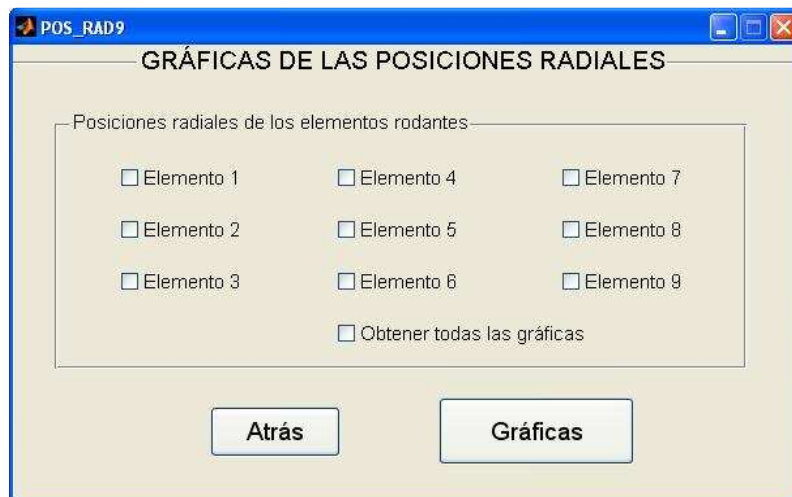 POS_RAD9
GRÁFICAS DE LAS POSICIONES RADIALES
Posiciones radiales de los elementos rodantes
Elemento 1 Elemento 4 Elemento 7
Elemento 2 Elemento 5 Elemento 8
Elemento 3 Elemento 6 Elemento 9
Obtener todas las gráficas
Atrás Gráficas